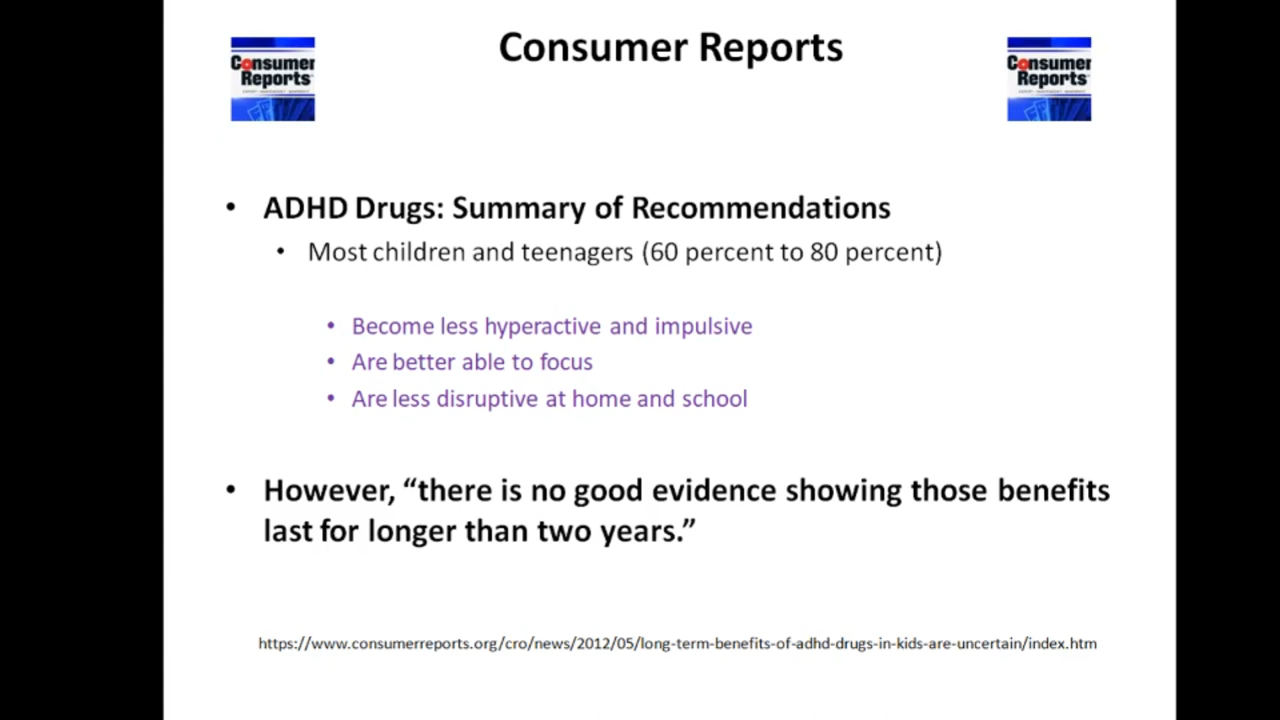 Consumer Reports
Consumer
Reports
Consumer
Reports
• ADHD Drugs: Summary of Recommendations
• Most children and teenagers (60 percent to 80 percent)
• Become less hyperactive and impulsive
• Are better able to focus
• Are less disruptive at home and school
• However, “there is no good evidence showing those benefits
last for longer than two years.”
https://www.consumerreports.org/cro/news/2012/05/long-term-benefits-of-adhd-drugs-in-kids-are-uncertain/index.htm